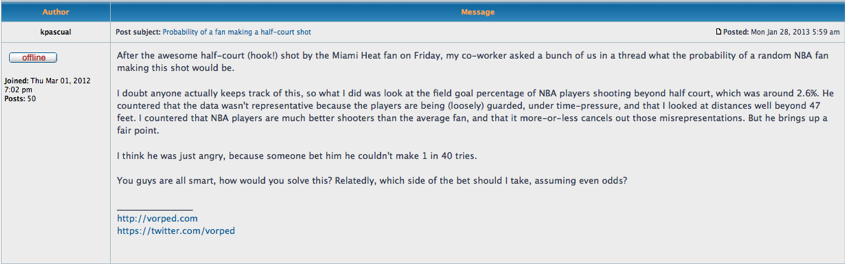 Author Message
kpascual Post subject: Probability of a fan making a half-court shot Posted: Mon Jan 28, 2013 5:59 am
offline
Joined: Thu Mar 01, 2012
7:02 pm
Posts: 50
After the awesome half-court (hook!) shot by the Miami Heat fan on Friday, my co-worker asked a bunch of us in a thread what the probability of a random NBA fan
making this shot would be.
I doubt anyone actually keeps track of this, so what I did was look at the field goal percentage of NBA players shooting beyond half court, which was around 2.6%. He
countered that the data wasn't representative because the players are being (loosely) guarded, under time-pressure, and that I looked at distances well beyond 47
feet. I countered that NBA players are much better shooters than the average fan, and that it more-or-less cancels out those misrepresentations. But he brings up a
fair point.
I think he was just angry, because someone bet him he couldn't make 1 in 40 tries.
You guys are all smart, how would you solve this? Relatedly, which side of the bet should I take, assuming even odds?
http://vorped.com
https://twitter.com/vorped